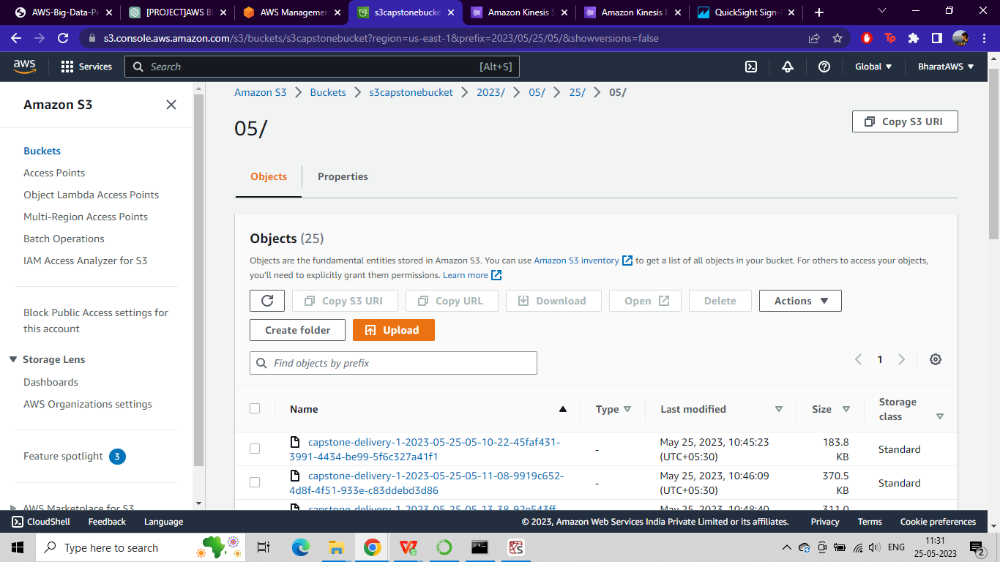 AWS-Big-Data-Pr
[PROJECT]AWS B
AWS Managemen
s3capstonebucke
Amazon Kinesis S
Amazon Kinesis F
QuickSight Sign-
s3.console.aws.amazon.com/s3/buckets/s3capstonebucket?region=us-east-1&prefix=2023/05/25/05/&showversions=false
Tp
aws
Services
Search
[Alt+S]
Global
BharatAWS
Amazon S3
Buckets
Access Points
Object Lambda Access Points
Multi-Region Access Points
Batch Operations
IAM Access Analyzer for S3
Block Public Access settings for
this account
Storage Lens
Dashboards
AWS Organizations settings
Feature spotlight 3
AWS Marketplace for S3
Amazon S3 > Buckets > s3capstonebucket > 2023/ > 05/ > 25/ > 05/
05/
Copy S3 URI
Objects
Properties
Objects (25)
Objects are the fundamental entities stored in Amazon S3. You can use Amazon S3 inventory to get a list of all objects in your bucket. For others to access your objects,
you'll need to explicitly grant them permissions. Learn more
Copy S3 URI
Copy URL
Download
Open
Delete
Actions
Create folder
Upload
Find objects by prefix
1
Name
Type
Last modified
Size
Storage
class
capstone-delivery-1-2023-05-25-05-10-22-45faf431-
3991-4434-be99-5f6c327a41f1
-
May 25, 2023, 10:45:23
(UTC+05:30)
183.8
KB
Standard
capstone-delivery-1-2023-05-25-05-11-08-9919c652-
4d8f-4f51-933e-c83ddebd3d86
-
May 25, 2023, 10:46:09
(UTC+05:30)
370.5
KB
Standard
capstone-delivery-1-2023-05-25-05-13-38-92e543ff
May 25, 2023, 10:48:40
311.0
CloudShell
Feedback
Language
© 2023, Amazon Web Services India Private Limited or its affiliates.
Privacy
Terms
Cookie preferences
Type here to search
ENG
11:31
25-05-2023
2